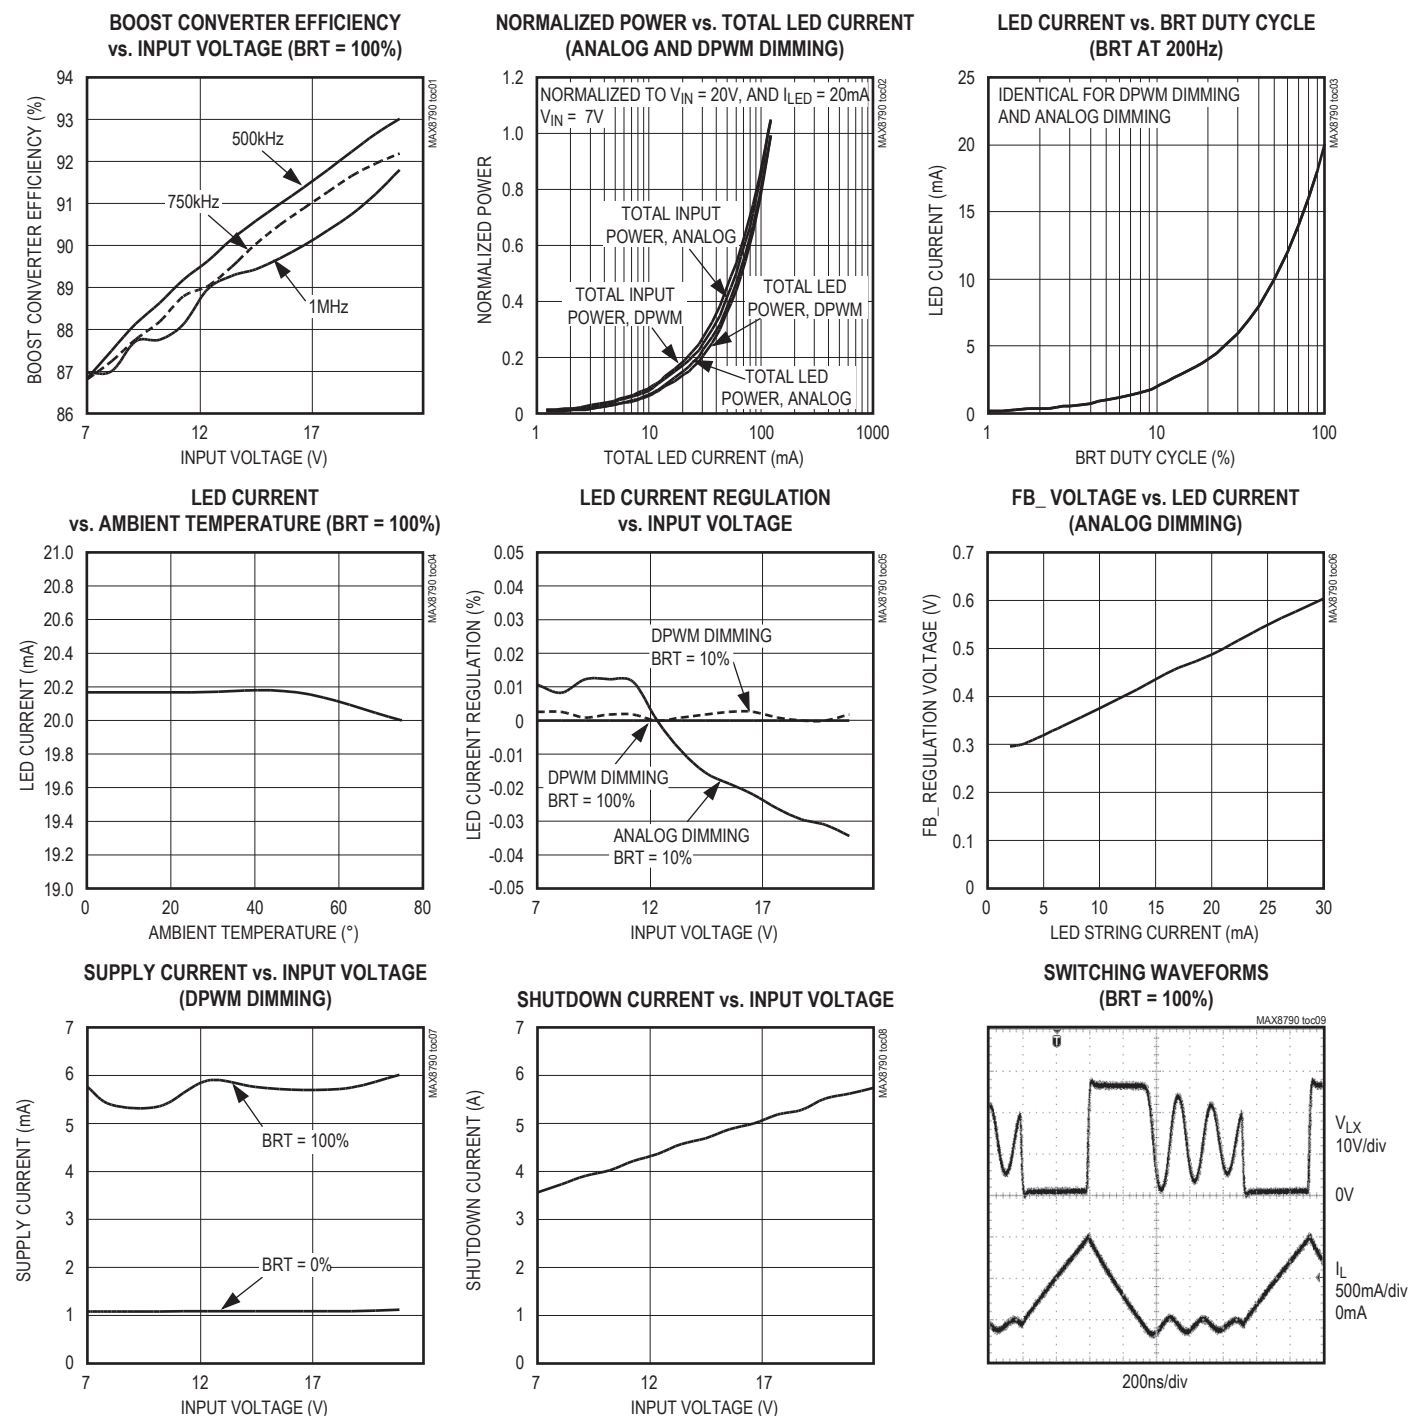 BOOST CONVERTER EFFICIENCY
vs. INPUT VOLTAGE (BRT = 100%)
94
93
92
91
90
89
88
87
86
BOOST CONVERTER EFFICIENCY (%)
MAX8790 toc01
500kHz
750kHz
1MHz
7
12
17
INPUT VOLTAGE (V)
NORMALIZED POWER vs. TOTAL LED CURRENT
(ANALOG AND DPWM DIMMING)
1.2
1.0
0.8
0.6
0.4
0.2
0
NORMALIZED POWER
MAX8790 toc02
NORMALIZED TO VIN = 20V, AND ILED = 20mA
VIN = 7V
TOTAL INPUT
POWER, ANALOG
TOTAL INPUT
POWER, DPWM
TOTAL LED
POWER, DPWM
TOTAL LED
POWER, ANALOG
1
10
100
1000
TOTAL LED CURRENT (mA)
LED CURRENT vs. BRT DUTY CYCLE
(BRT AT 200Hz)
25
20
15
10
5
0
LED CURRENT (mA)
MAX8790 toc03
IDENTICAL FOR DPWM DIMMING
AND ANALOG DIMMING
1
10
100
BRT DUTY CYCLE (%)
LED CURRENT
vs. AMBIENT TEMPERATURE (BRT = 100%)
21.0
20.8
20.6
20.4
20.2
20.0
19.8
19.6
19.4
19.2
19.0
LED CURRENT (mA)
MAX8790 toc04
0
20
40
60
80
AMBIENT TEMPERATURE (°)
LED CURRENT REGULATION
vs. INPUT VOLTAGE
0.05
0.04
0.03
0.02
0.01
0
-0.01
-0.02
-0.03
-0.04
-0.05
LED CURRENT REGULATION (%)
MAX8790 toc05
DPWM DIMMING
BRT = 10%
DPWM DIMMING
BRT = 100%
ANALOG DIMMING
BRT = 10%
7
12
17
INPUT VOLTAGE (V)
FB_ VOLTAGE vs. LED CURRENT
(ANALOG DIMMING)
0.7
0.6
0.5
0.4
0.3
0.2
0.1
0
FB_ REGULATION VOLTAGE (V)
MAX8790 toc06
0
5
10
15
20
25
30
LED STRING CURRENT (mA)
SUPPLY CURRENT vs. INPUT VOLTAGE
(DPWM DIMMING)
7
6
5
4
3
2
1
0
SUPPLY CURRENT (mA)
MAX8790 toc07
BRT = 100%
BRT = 0%
7
12
17
INPUT VOLTAGE (V)
SHUTDOWN CURRENT vs. INPUT VOLTAGE
7
6
5
4
3
2
1
0
SHUTDOWN CURRENT (A)
MAX8790 toc08
7
12
17
INPUT VOLTAGE (V)
SWITCHING WAVEFORMS
(BRT = 100%)
MAX8790 toc09
T
VLX
10V/div
0V
IL
500mA/div
0mA
200ns/div